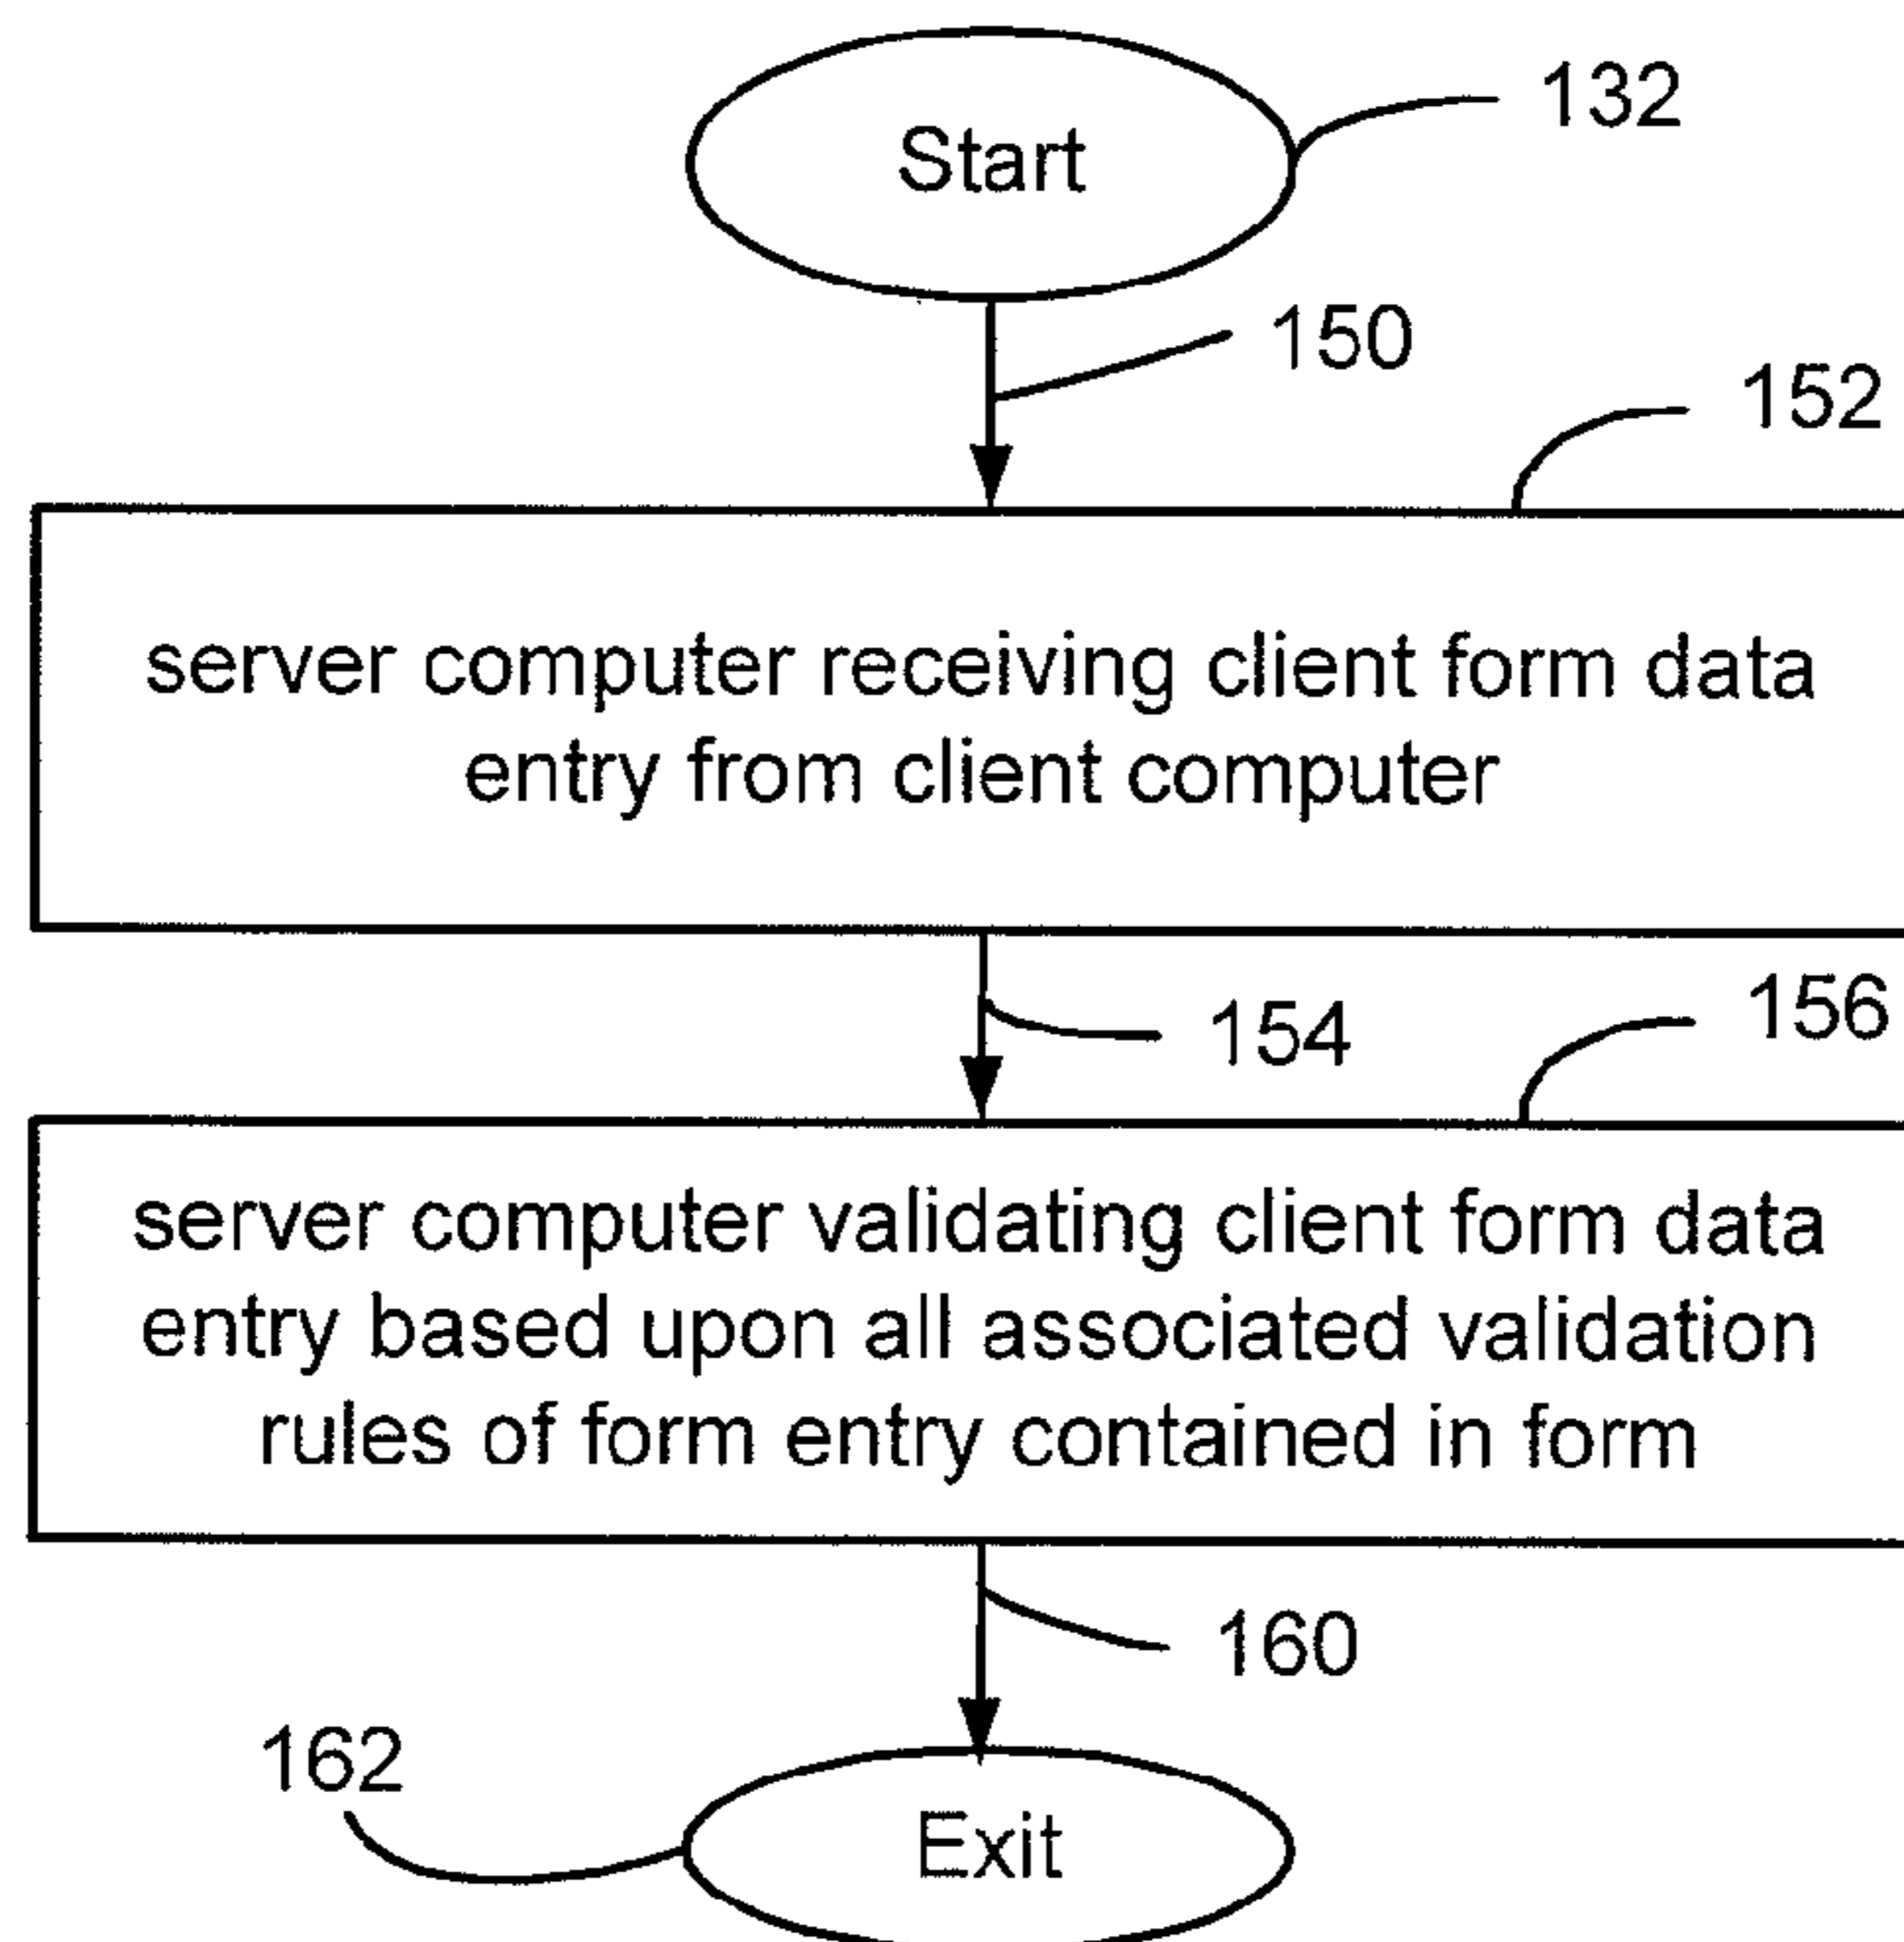 Start
132
150
152
server computer receiving client form data
entry from client computer
154
156
server computer validating client form data
entry based upon all associated validation
rules of form entry contained in form
160
162
Exit